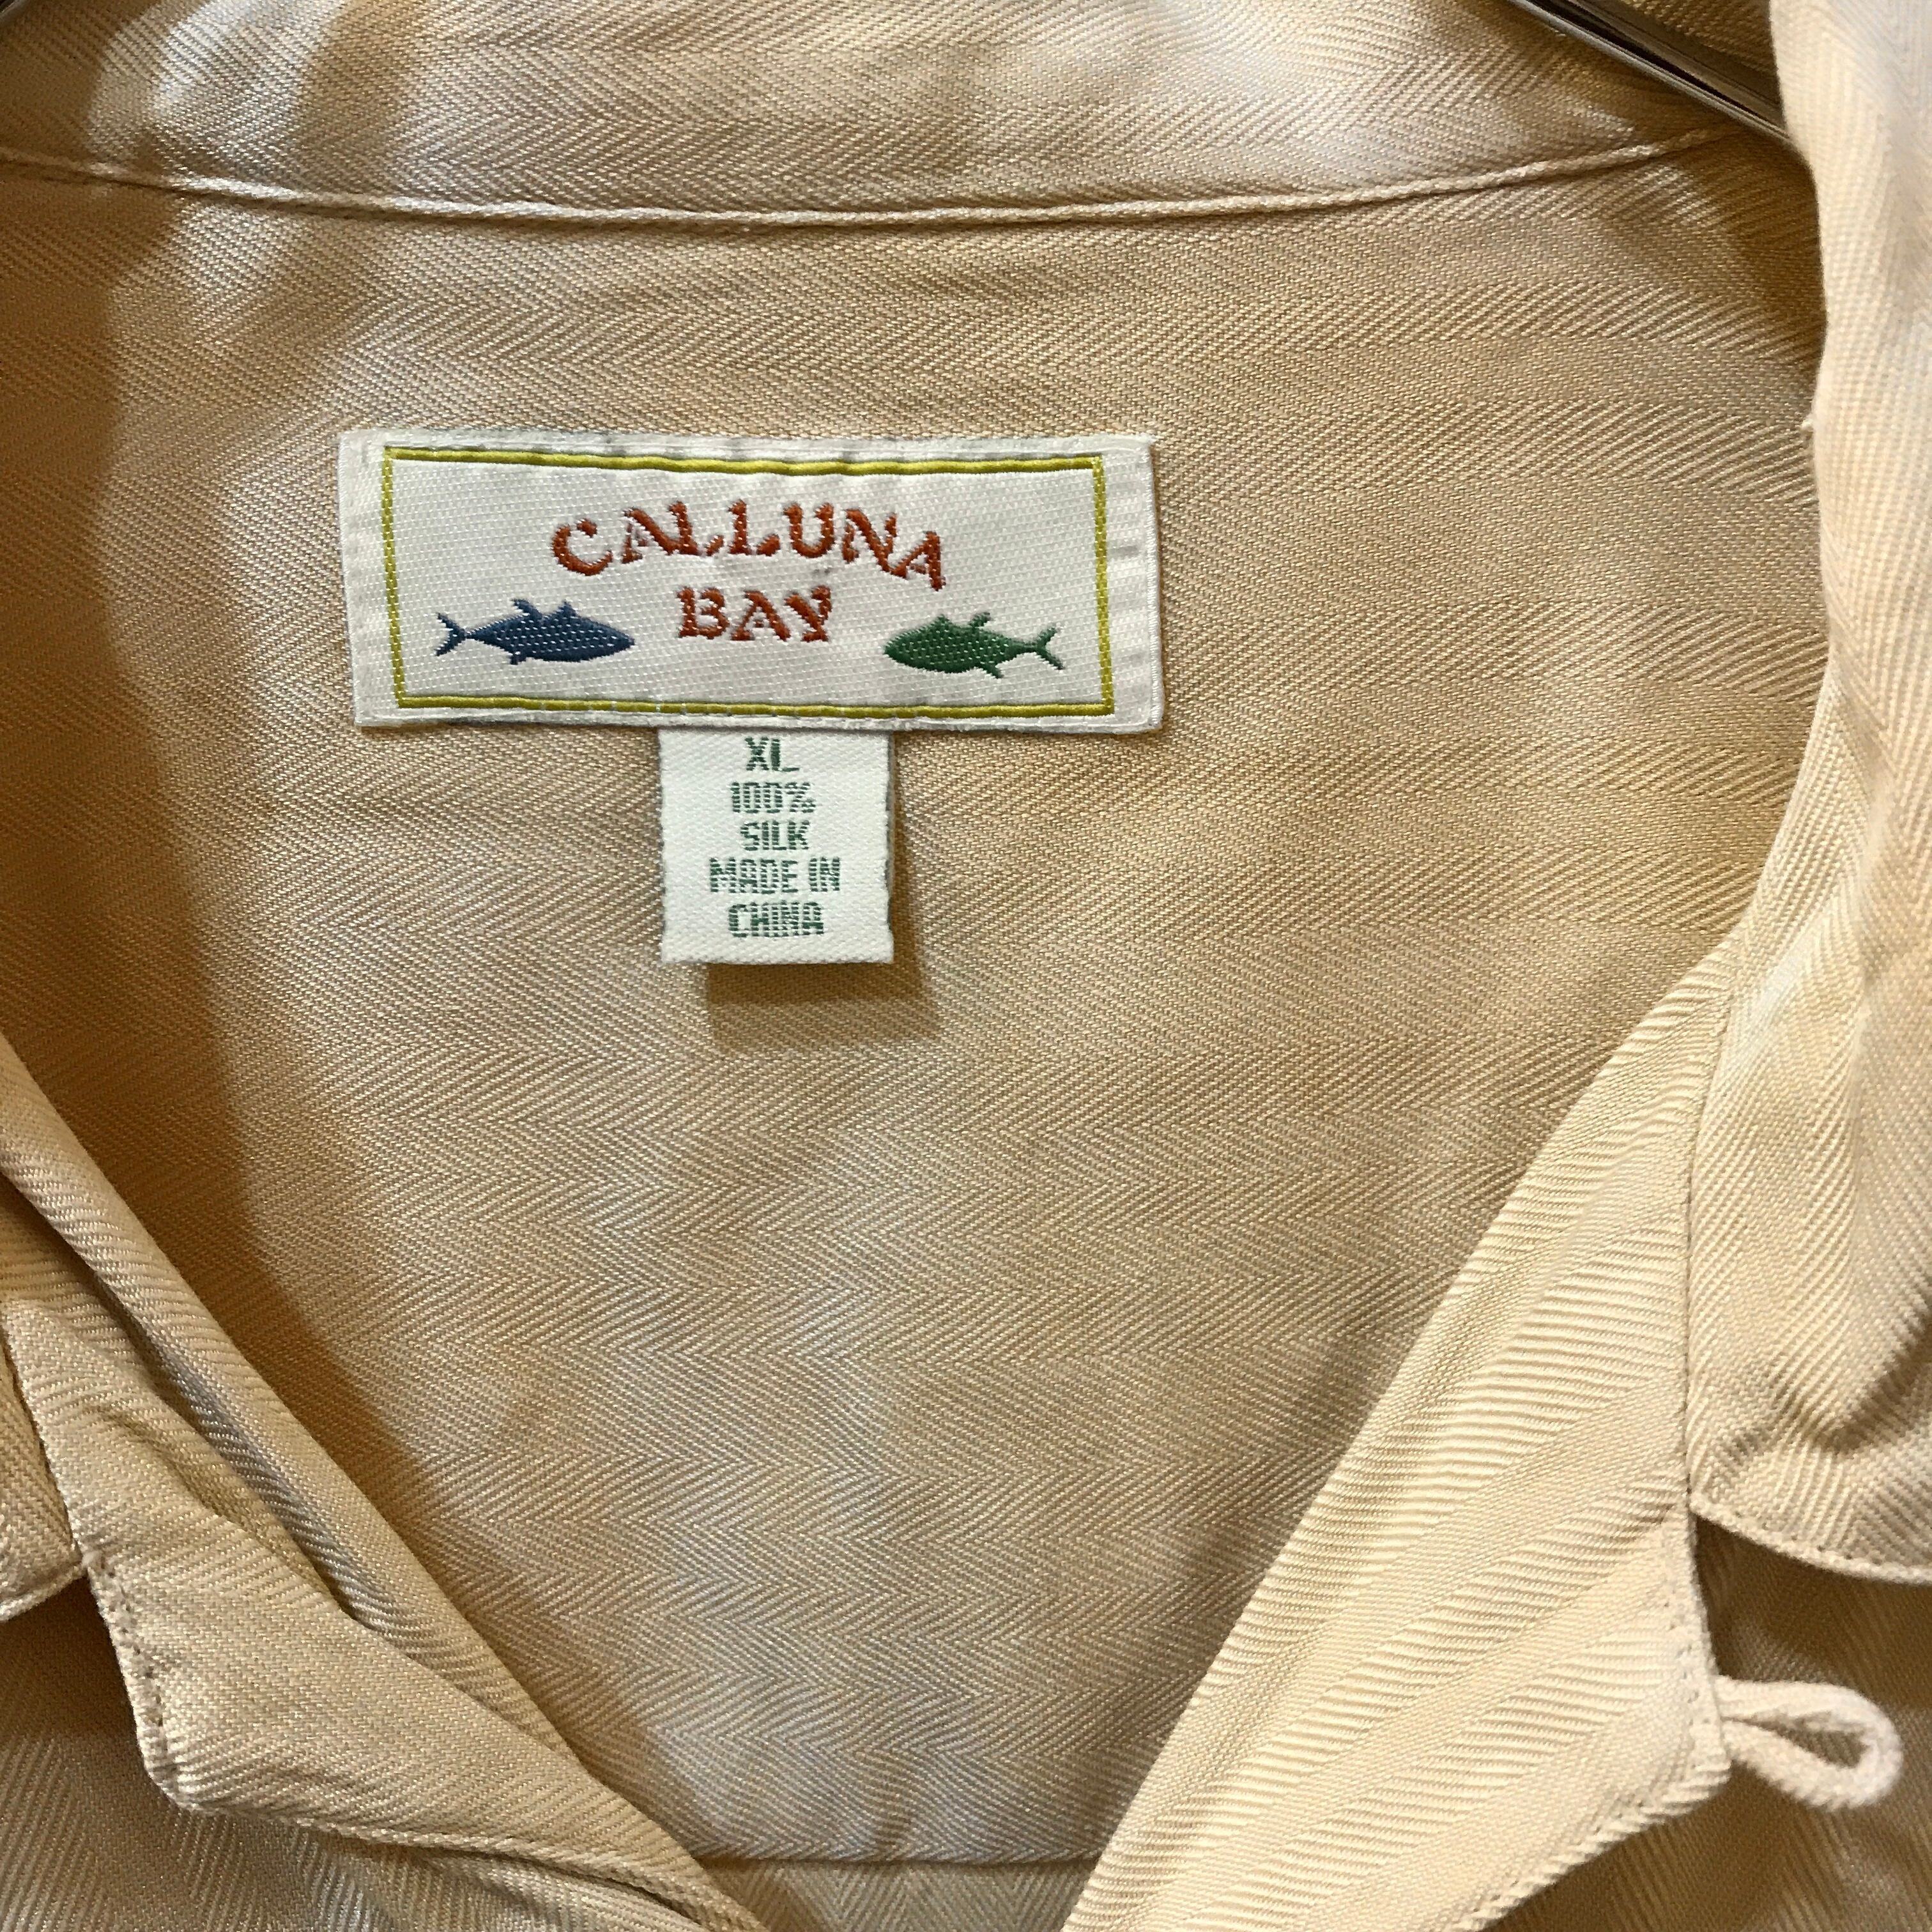 CALLUNA
BAY
XL
100%
SILK
MADE IN
CHINA